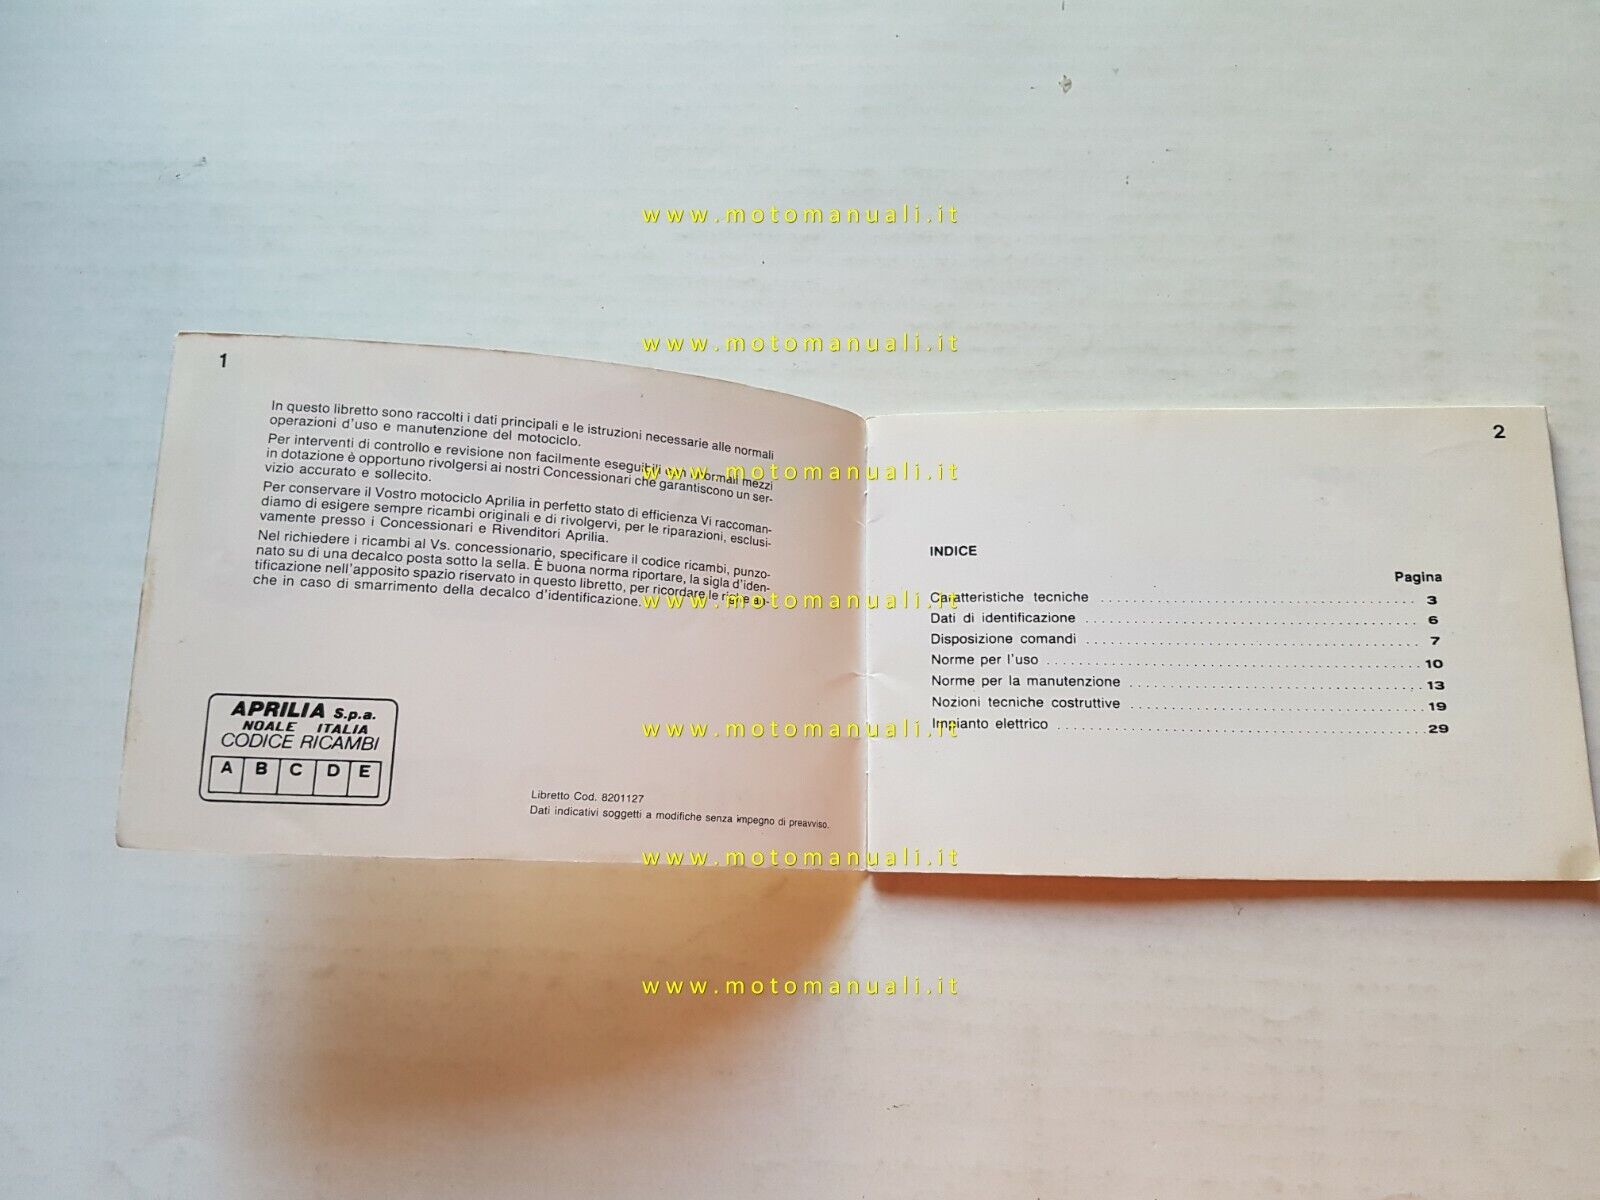 1
In questo libretto sono raccolti i dati principali e le istruzioni necessarie alle normali
operazioni d'uso e manutenzione del motociclo.
Per interventi di controllo e revisione non facilmente eseguibili con i normali mezzi
in dotazione è opportuno rivolgersi ai nostri Concessionari che garantiscono un ser-
vizio accurato e sollecito.
Per conservare il Vostro motociclo Aprilia in perfetto stato di efficienza Vi raccoman-
diamo di esigere sempre ricambi originali e di rivolgervi, per le riparazioni, esclusi-
vamente presso i Concessionari e Rivenditori Aprilia.
Nel richiedere i ricambi al Vs. concessionario, specificare il codice ricambi, punzo-
nato su di una decalco posta sotto la sella. È buona norma riportare, la sigla d'iden-
tificazione nell'apposito spazio riservato in questo libretto, per ricordare le righe an-
che in caso di smarrimento della decalco d'identificazione.
APRILIA S.p.a.
NOALE ITALIA
CODICE RICAMBI
A B C D E
Libretto Cod. 8201127
Dati indicativi soggetti a modifiche senza impegno di preavviso.
2
INDICE
Pagina
Caratteristiche tecniche ........................................ 3
Dati di identificazione ........................................ 6
Disposizione comandi ........................................ 7
Norme per l'uso ........................................ 10
Norme per la manutenzione ........................................ 13
Nozioni tecniche costruttive ........................................ 19
Impianto elettrico ........................................ 29
www.motomanuali.it
www.motomanuali.it
www.motomanuali.it
www.motomanuali.it
www.motomanuali.it
www.motomanuali.it
www.motomanuali.it